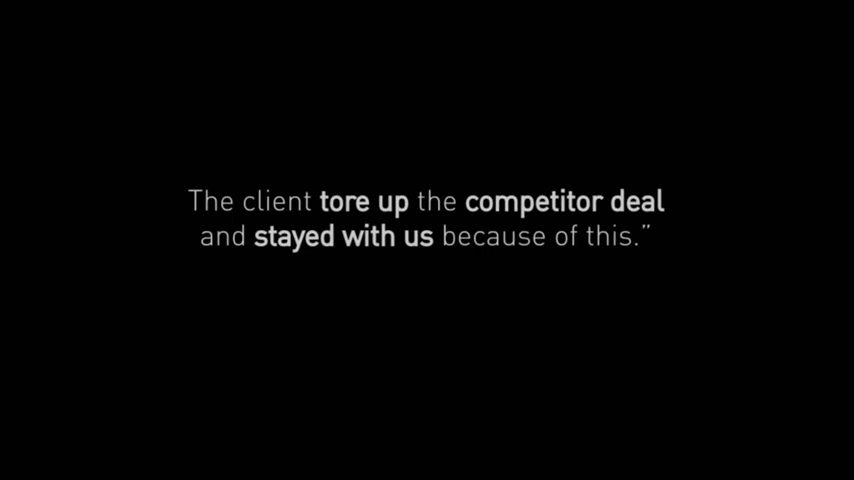 The client tore up the competitor deal
and stayed with us because of this.”